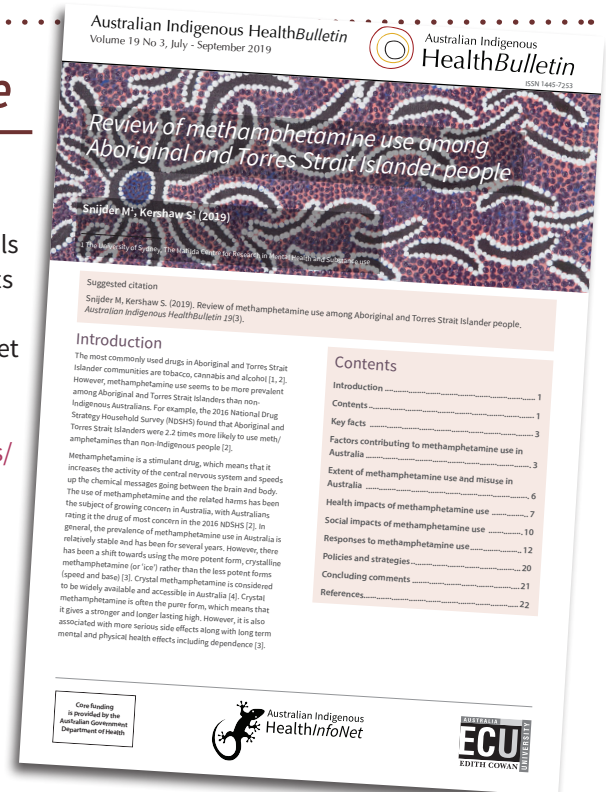 e
ls
ts
et
s/
Australian Indigenous HealthBulletin
Volume 19 No 3, July - September 2019
Australian Indigenous
HealthBulletin
ISSN 1445-7253
Review of methamphetamine use among
Aboriginal and Torres Strait Islander people
Snijder M¹, Kershaw S¹ (2019)
1 The University of Sydney, The Matilda Centre for Research in Mental Health and Substance use
Suggested citation
Snijder M, Kershaw S. (2019). Review of methamphetamine use among Aboriginal and Torres Strait Islander people.
Australian Indigenous HealthBulletin 19(3).
Introduction
The most commonly used drugs in Aboriginal and Torres Strait
Islander communities are tobacco, cannabis and alcohol [1, 2].
However, methamphetamine use seems to be more prevalent
among Aboriginal and Torres Strait Islanders than non-
Indigenous Australians. For example, the 2016 National Drug
Strategy Household Survey (NDSHS) found that Aboriginal and
Torres Strait Islanders were 2.2 times more likely to use meth/
amphetamines than non-Indigenous people [2].
Methamphetamine is a stimulant drug, which means that it
increases the activity of the central nervous system and speeds
up the chemical messages going between the brain and body.
The use of methamphetamine and the related harms has been
the subject of growing concern in Australia, with Australians
rating it the drug of most concern in the 2016 NDSHS [2]. In
general, the prevalence of methamphetamine use in Australia is
relatively stable and has been for several years. However, there
has been a shift towards using the more potent form, crystalline
methamphetamine (or 'ice') rather than the less potent forms
(speed and base) [3]. Crystal methamphetamine is considered
to be widely available and accessible in Australia [4]. Crystal
methamphetamine is often the purer form, which means that
it gives a stronger and longer lasting high. However, it is also
associated with more serious side effects along with long term
mental and physical health effects including dependence [3].
Contents
Introduction 1
Contents 1
Key facts 3
Factors contributing to methamphetamine use in
Australia 3
Extent of methamphetamine use and misuse in
Australia 6
Health impacts of methamphetamine use 7
Social impacts of methamphetamine use 10
Responses to methamphetamine use 12
Policies and strategies 20
Concluding comments 21
References 22
Core funding
is provided by the
Australian Government
Department of Health
Australian Indigenous
HealthInfoNet
AUSTRALIA
ECU
EDITH COWAN
UNIVERSITY